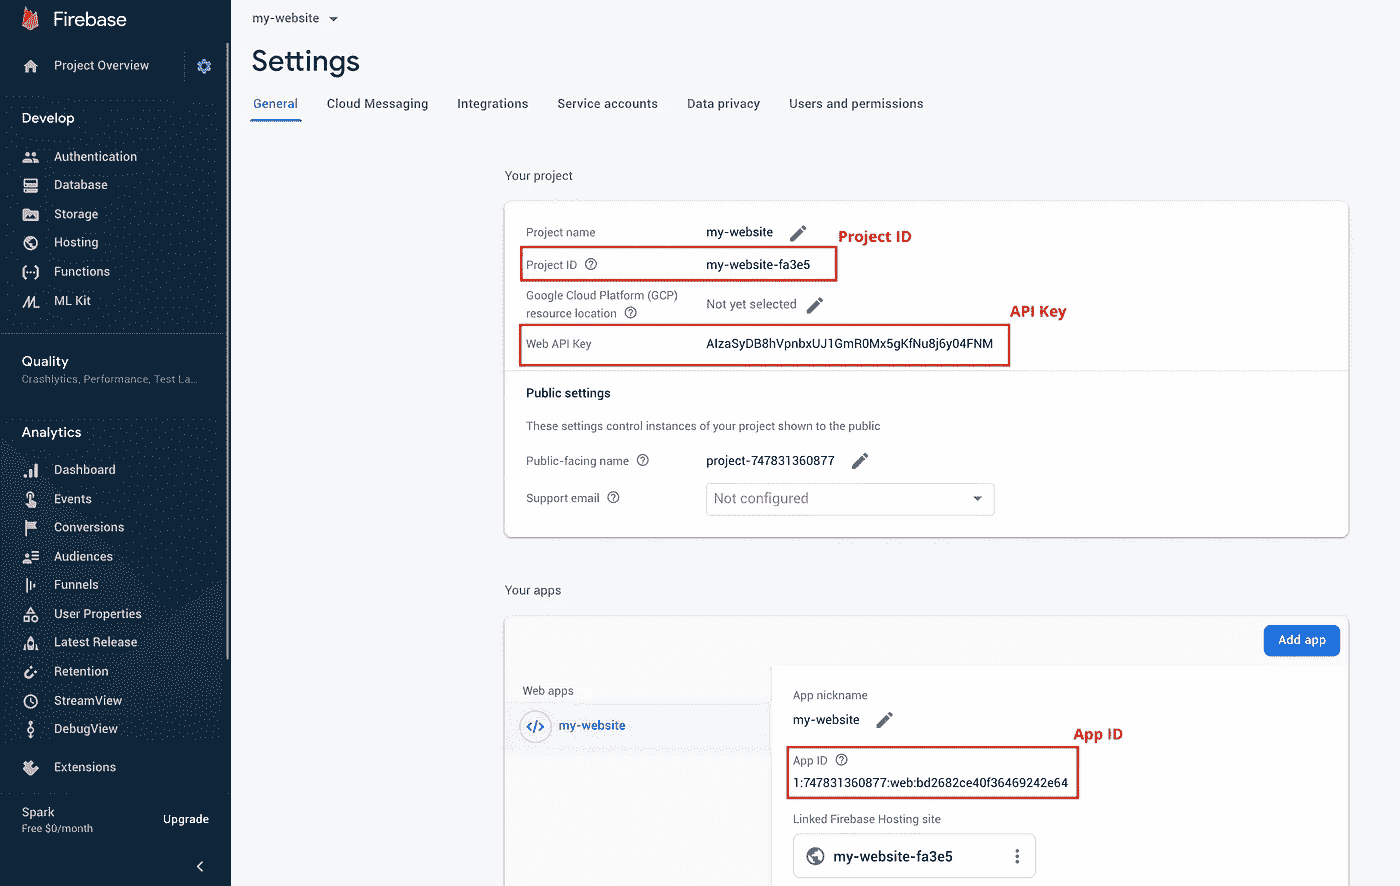 Firebase
Project Overview
Develop
Authentication
Database
Storage
Hosting
Functions
ML Kit
Quality
Crashlytics, Performance, Test La...
Analytics
Dashboard
Events
Conversions
Audiences
Funnels
User Properties
Latest Release
Retention
StreamView
DebugView
Extensions
Spark
Free $0/month
Upgrade
my-website
Settings
General Cloud Messaging Integrations Service accounts Data privacy Users and permissions
Your project
Project name my-website
Project ID
Project ID my-website-fa3e5
Google Cloud Platform (GCP)
resource location Not yet selected
API Key
Web API Key AIzaSyDB8hVpnbxUJ1GmR0Mx5gKfNu8j6y04FNM
Public settings
These settings control instances of your project shown to the public
Public-facing name project-747831360877
Support email Not configured
Your apps
Add app
Web apps
my-website
App nickname
my-website
App ID
App ID
1:747831360877:web:bd2682ce40f36469242e64
Linked Firebase Hosting site
my-website-fa3e5